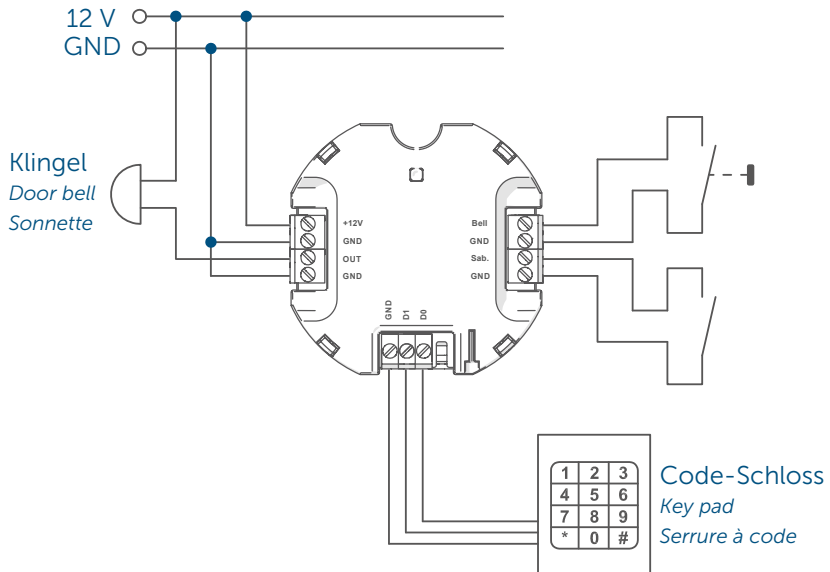 12 V
GND
Klingel
Door bell
Sonnette
+12V
GND
OUT
GND
Bell
GND
Sab.
GND
GND
D1
D0
1 2 3
4 5 6
7 8 9
* 0 #
Code-Schloss
Key pad
Serrure à code